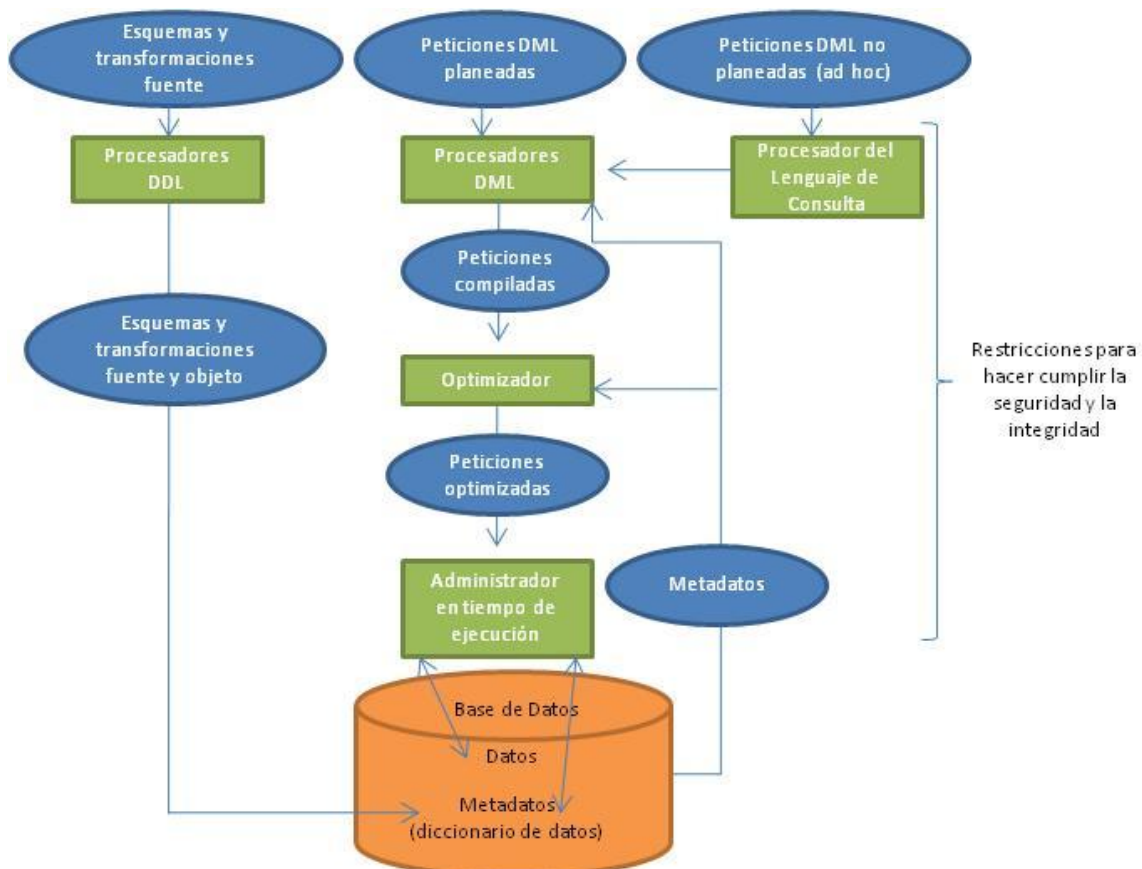 Esquemas y
transformaciones
fuente
Peticiones DML
planeadas
Peticiones DML no
planeadas (ad hoc)
Procesadores
DDL
Procesadores
DML
Procesador del
Lenguaje de
Consulta
Peticiones
compiladas
Esquemas y
transformaciones
fuente y objeto
Optimizador
Restricciones para
hacer cumplir la
seguridad y la
integridad
Peticiones
optimizadas
Administrador
en tiempo de
ejecución
Metadatos
Base de Datos
Datos
Metadatos
(diccionario de datos)